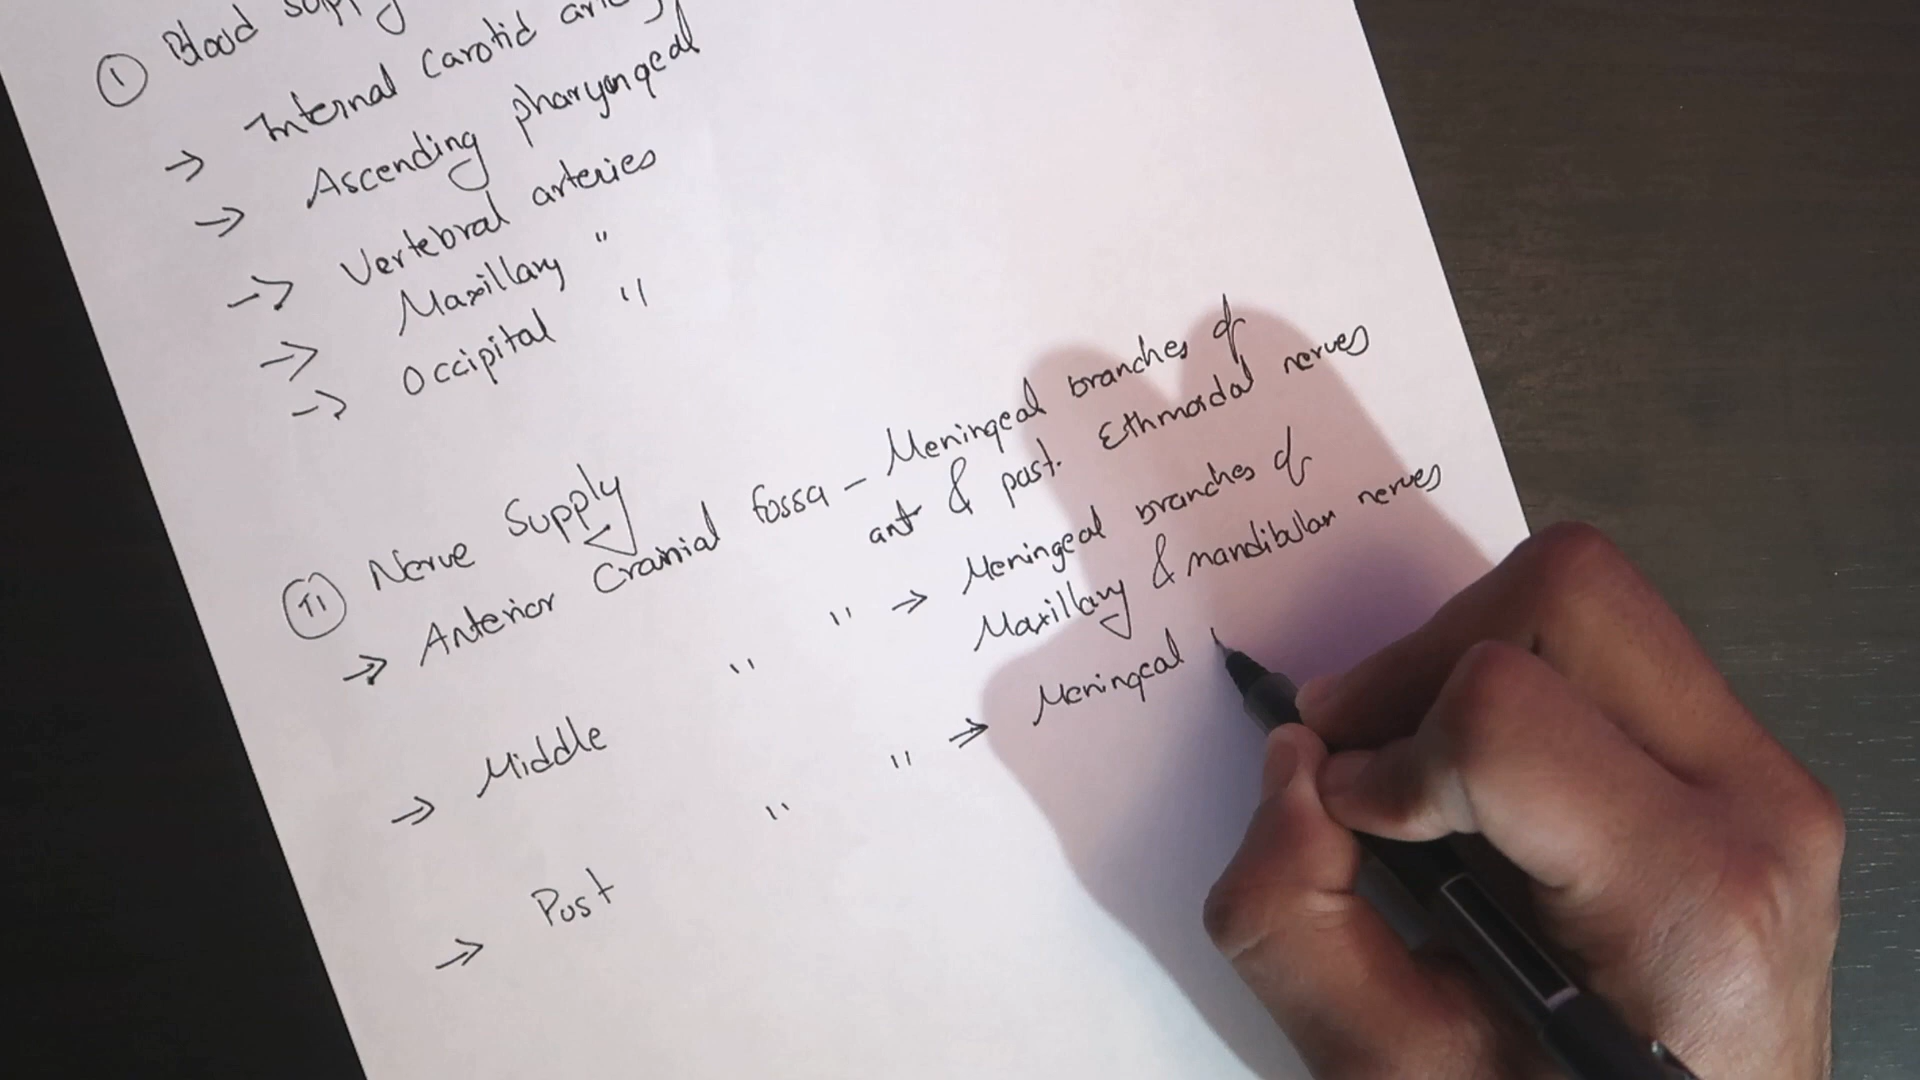 ① Blood Supply
→ Internal Carotid
→ Ascending pharyngeal
→ Vertebral arteries
→ Maxillary "
→ Occipital "
II Nerve Supply
→ Anterior Cranial fossa - Meningeal branches of
ant & post. Ethmoidal nerves
→ Middle " " → Meningeal branches of
Maxillary & mandibular nerves
→ Post " " → Meningeal